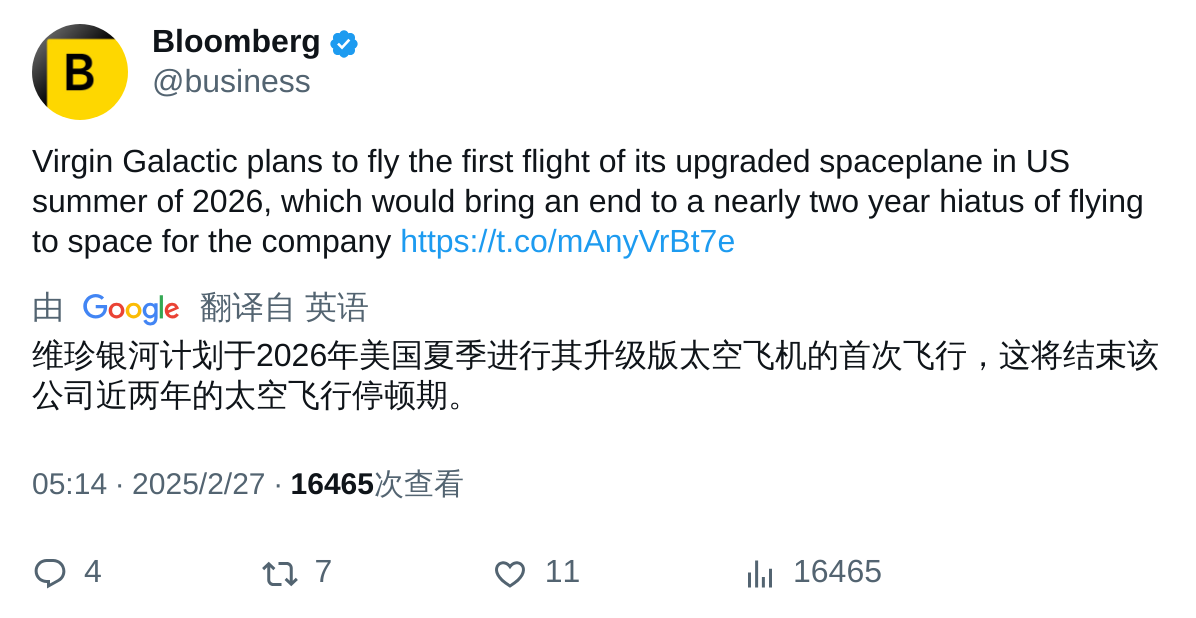 B
Bloomberg
@business
Virgin Galactic plans to fly the first flight of its upgraded spaceplane in US
summer of 2026, which would bring an end to a nearly two year hiatus of flying
to space for the company https://t.co/mAnyVrBt7e
由 Google 翻译自 英语
维珍银河计划于2026年美国夏季进行其升级版太空飞机的首次飞行，这将结束该
公司近两年的太空飞行停顿期。
05:14 · 2025/2/27 · 16465次查看
4 7 11 16465